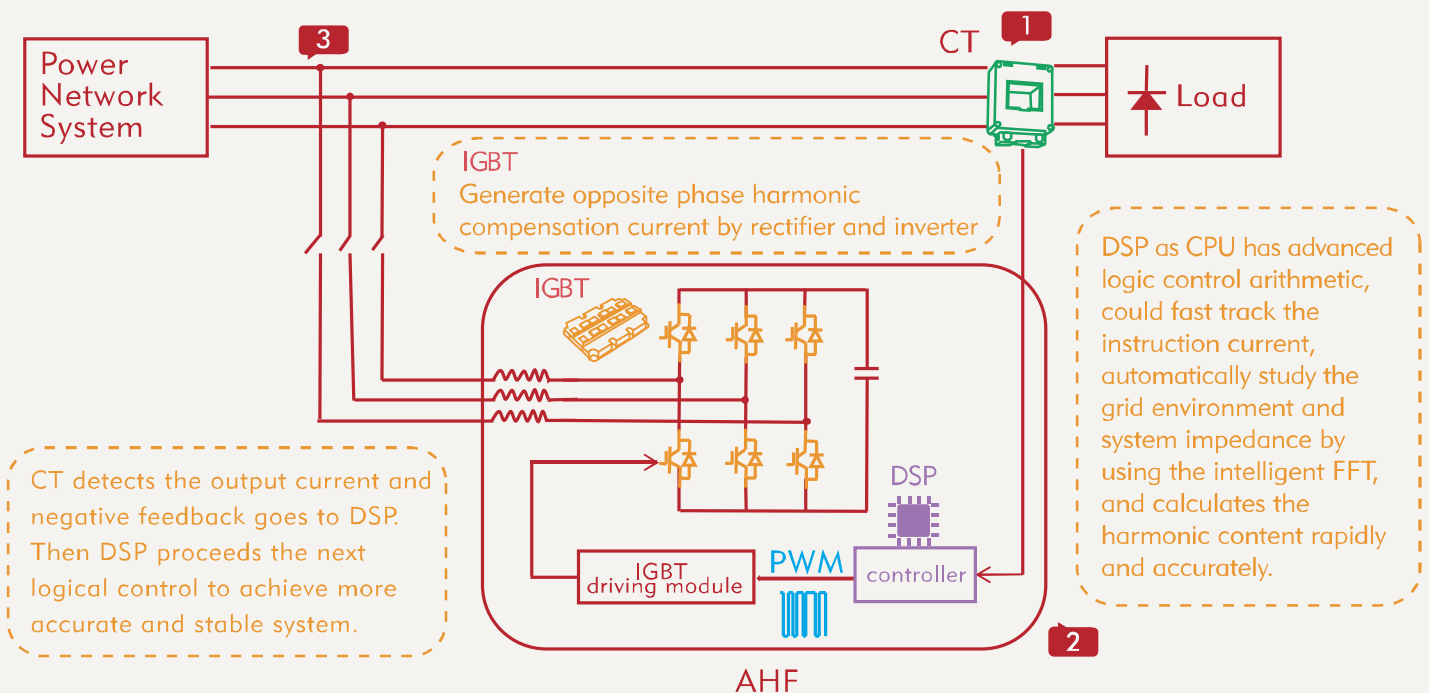 3
1
CT
Power
Network
System
Load
IGBT
Generate opposite phase harmonic
compensation current by rectifier and inverter
DSP as CPU has advanced
logic control arithmetic,
could fast track the
instruction current,
automatically study the
grid environment and
system impedance by
using the intelligent FFT,
and calculates the
harmonic content rapidly
and accurately.
IGBT
CT detects the output current and
negative feedback goes to DSP.
Then DSP proceeds the next
logical control to achieve more
accurate and stable system.
DSP
IGBT
driving module
PWM
controller
2
AHF